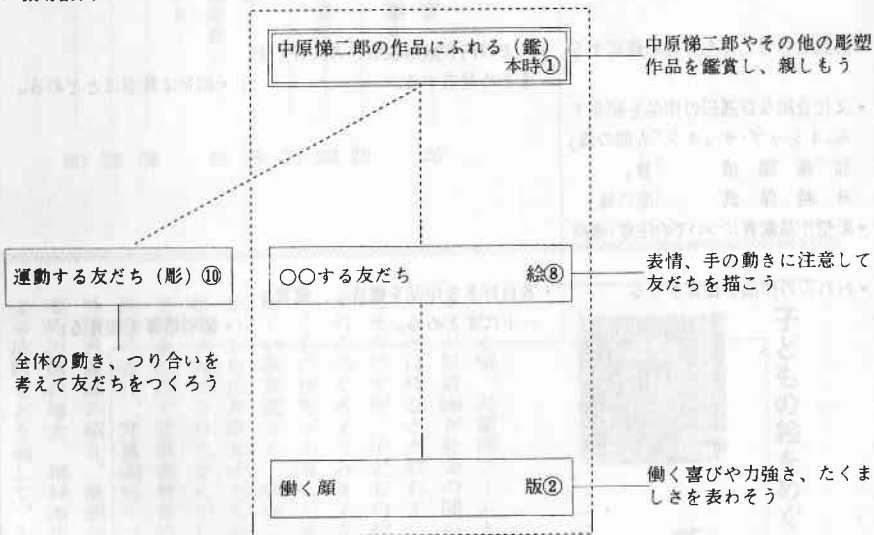 中原悌二郎の作品にふれる（鑑）
本時①
中原悌二郎やその他の彫塑
作品を鑑賞し、親しもう
運動する友だち（彫）⑩
○○する友だち 絵⑧
表情、手の動きに注意して
友だちを描こう
全体の動き、つり合いを
考えて友だちをつくろう
働く顔 版②
働く喜びや力強さ、たくま
しさを表わそう